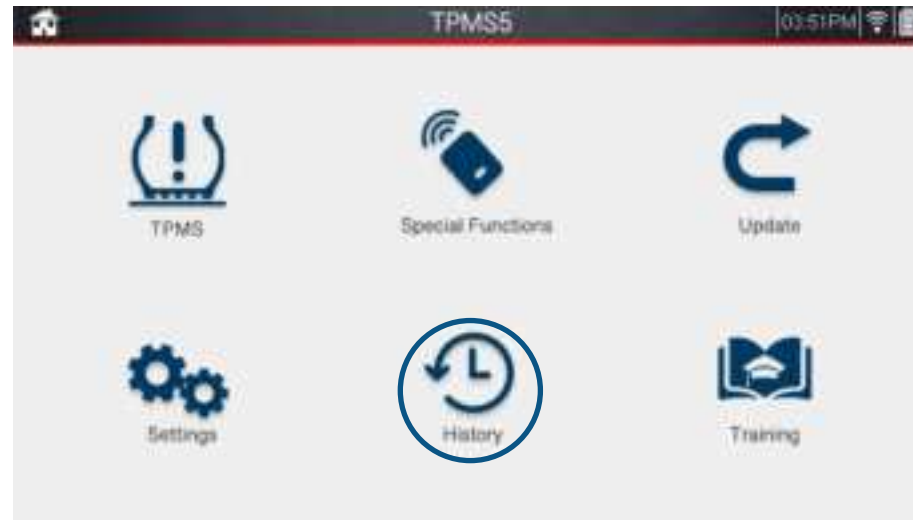 TPMS5 03:51PM
TPMS Special Functions Update
Settings History Training